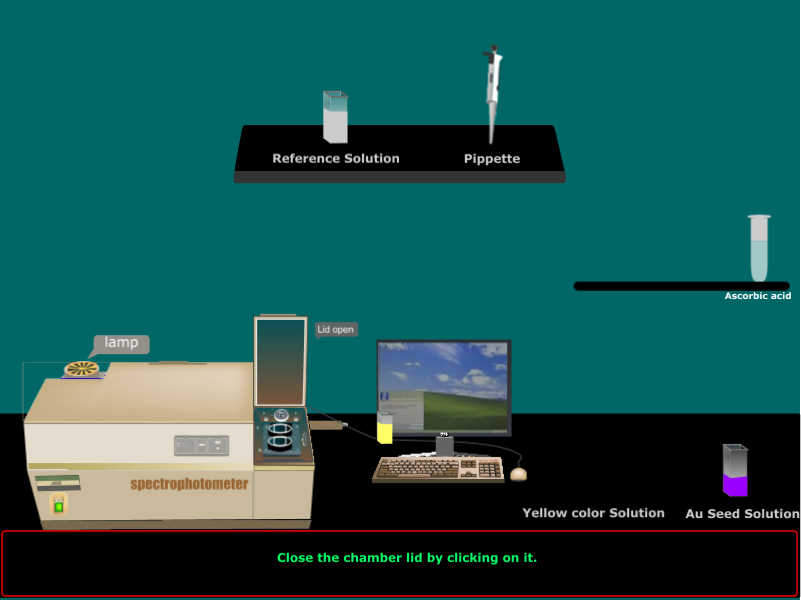 Reference Solution
Pippette
Ascorbic acid
Lid open
lamp
spectrophotometer
Yellow color Solution
Au Seed Solution
Close the chamber lid by clicking on it.